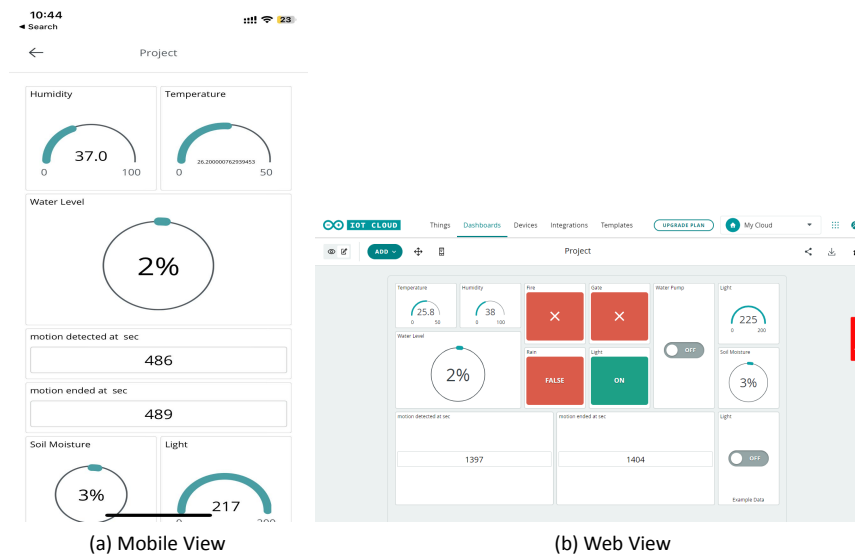 10:44
23
◄ Search
Project
Humidity
Temperature
37.0
26,200000762939453
0 100
0 50
Water Level
2%
motion detected at sec
486
motion ended at sec
489
Soil Moisture
Light
3%
217
0 200
(a) Mobile View
IOT CLOUD
Things Dashboards Devices Integrations Templates UPGRADE PLAN My Cloud
ADD
Project
Temperature Humidity Fire Gate Water Pump Light
25.8
0 50
38
0 100
225
0 200
OFF
Water Level
2%
Rain
FALSE
Light
ON
Soil Moisture
3%
motion detected at sec
1397
motion ended at sec
1404
Light
OFF
Example Data
(b) Web View